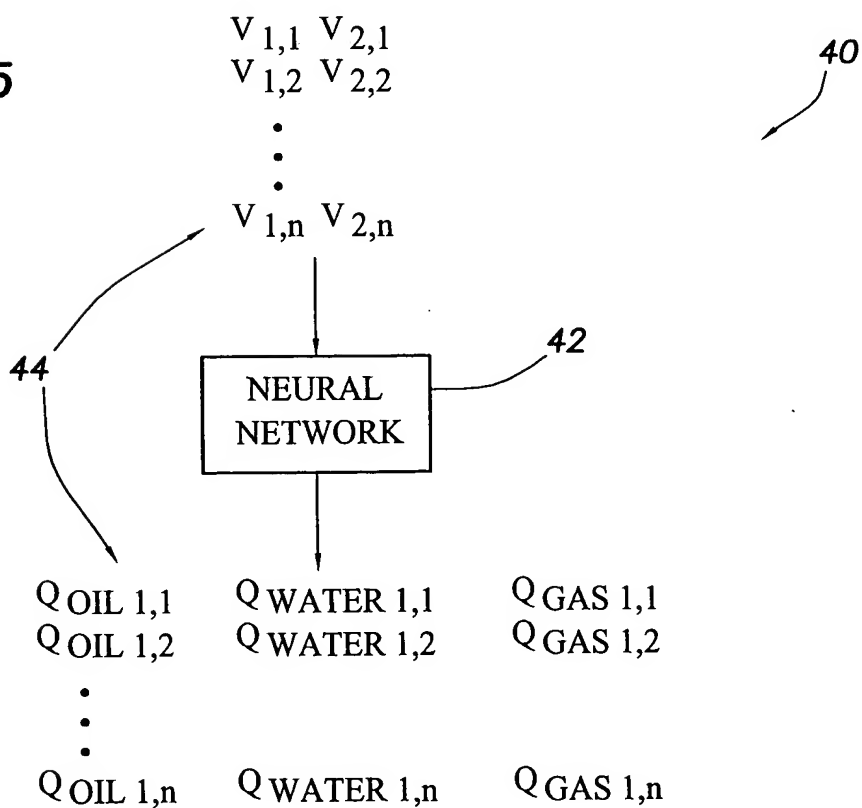 V 1,1 V 2,1
40
5
V 1,2 V 2,2
V 1,n V 2,n
42
44
NEURAL
NETWORK
Q OIL 1,1 Q WATER 1,1 Q GAS 1,1
Q OIL 1,2 Q WATER 1,2 Q GAS 1,2
Q OIL 1,n Q WATER 1,n Q GAS 1,n